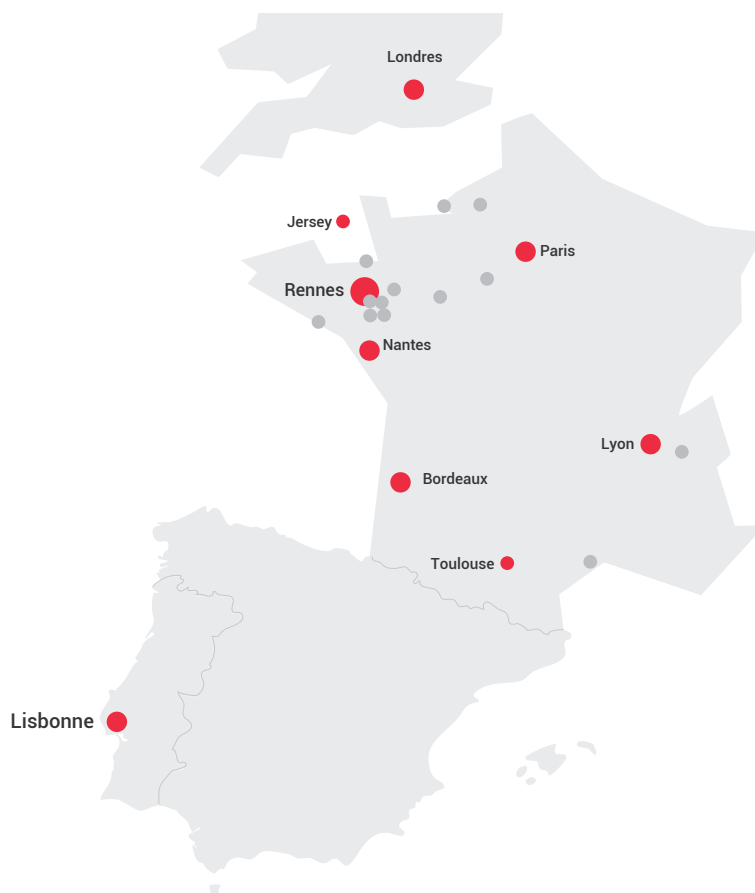 Londres
Jersey
Paris
Rennes
Nantes
Lyon
Bordeaux
Toulouse
Lisbonne